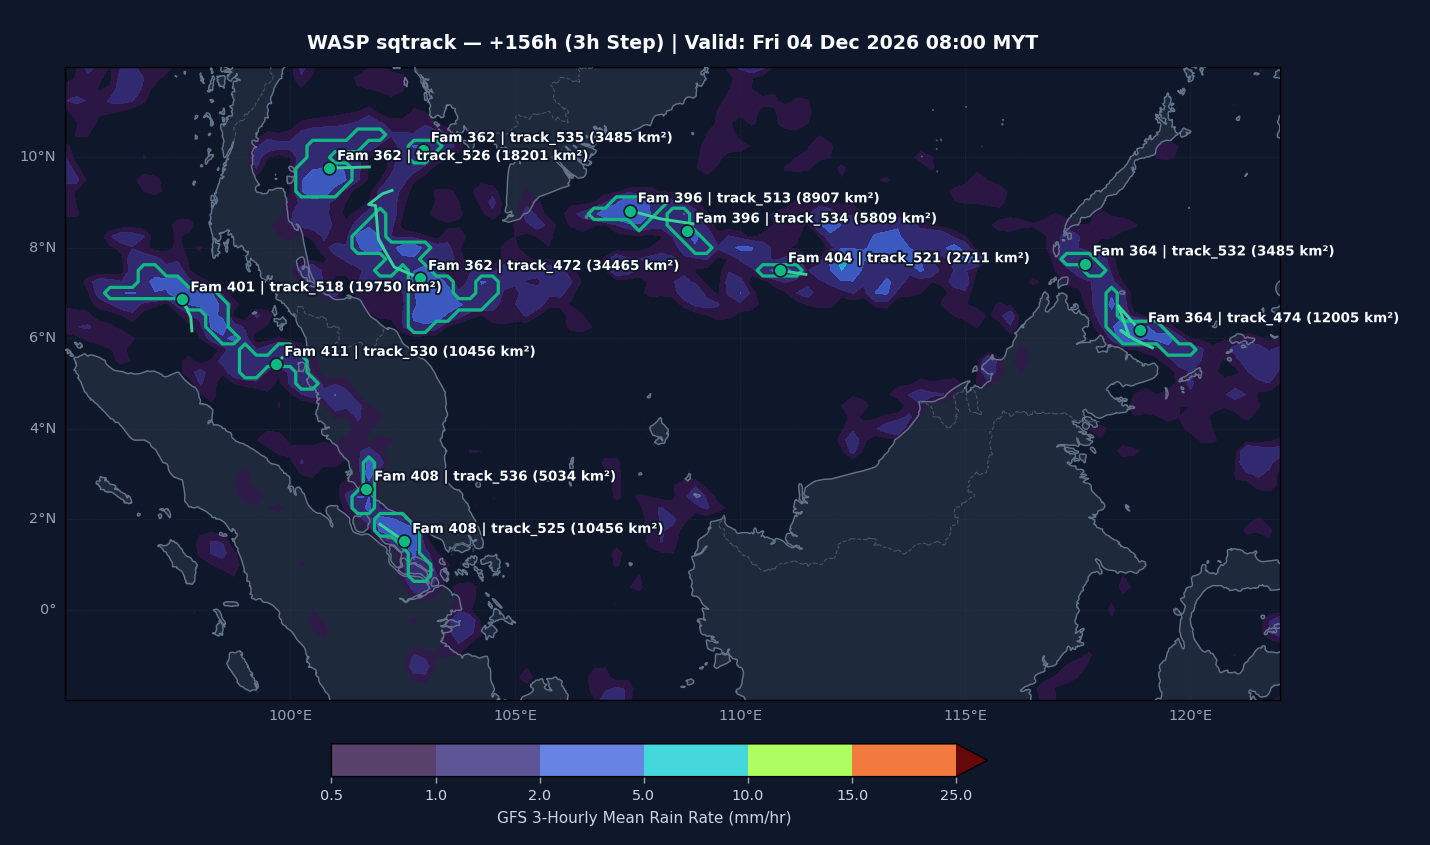 WASP sqtrack — +156h (3h Step) | Valid: Fri 04 Dec 2026 08:00 MYT
Fam 362 | track_535 (3485 km²)
10°N
Fam 362 | track_526 (18201 km²)
Fam 396 | track_513 (8907 km²)
Fam 396 | track_534 (5809 km²)
8°N
Fam 364 | track_532 (3485 km²)
Fam 404 | track_521 (2711 km²)
Fam 362 | track_472 (34465 km²)
Fam 401 | track_518 (19750 km²)
Fam 364 | track_474 (12005 km²)
6°N
Fam 411 | track_530 (10456 km²)
4°N
Fam 408 | track_536 (5034 km²)
2°N
Fam 408 | track_525 (10456 km²)
0°
100°E 105°E 110°E 115°E 120°E
0.5 1.0 2.0 5.0 10.0 15.0 25.0
GFS 3-Hourly Mean Rain Rate (mm/hr)